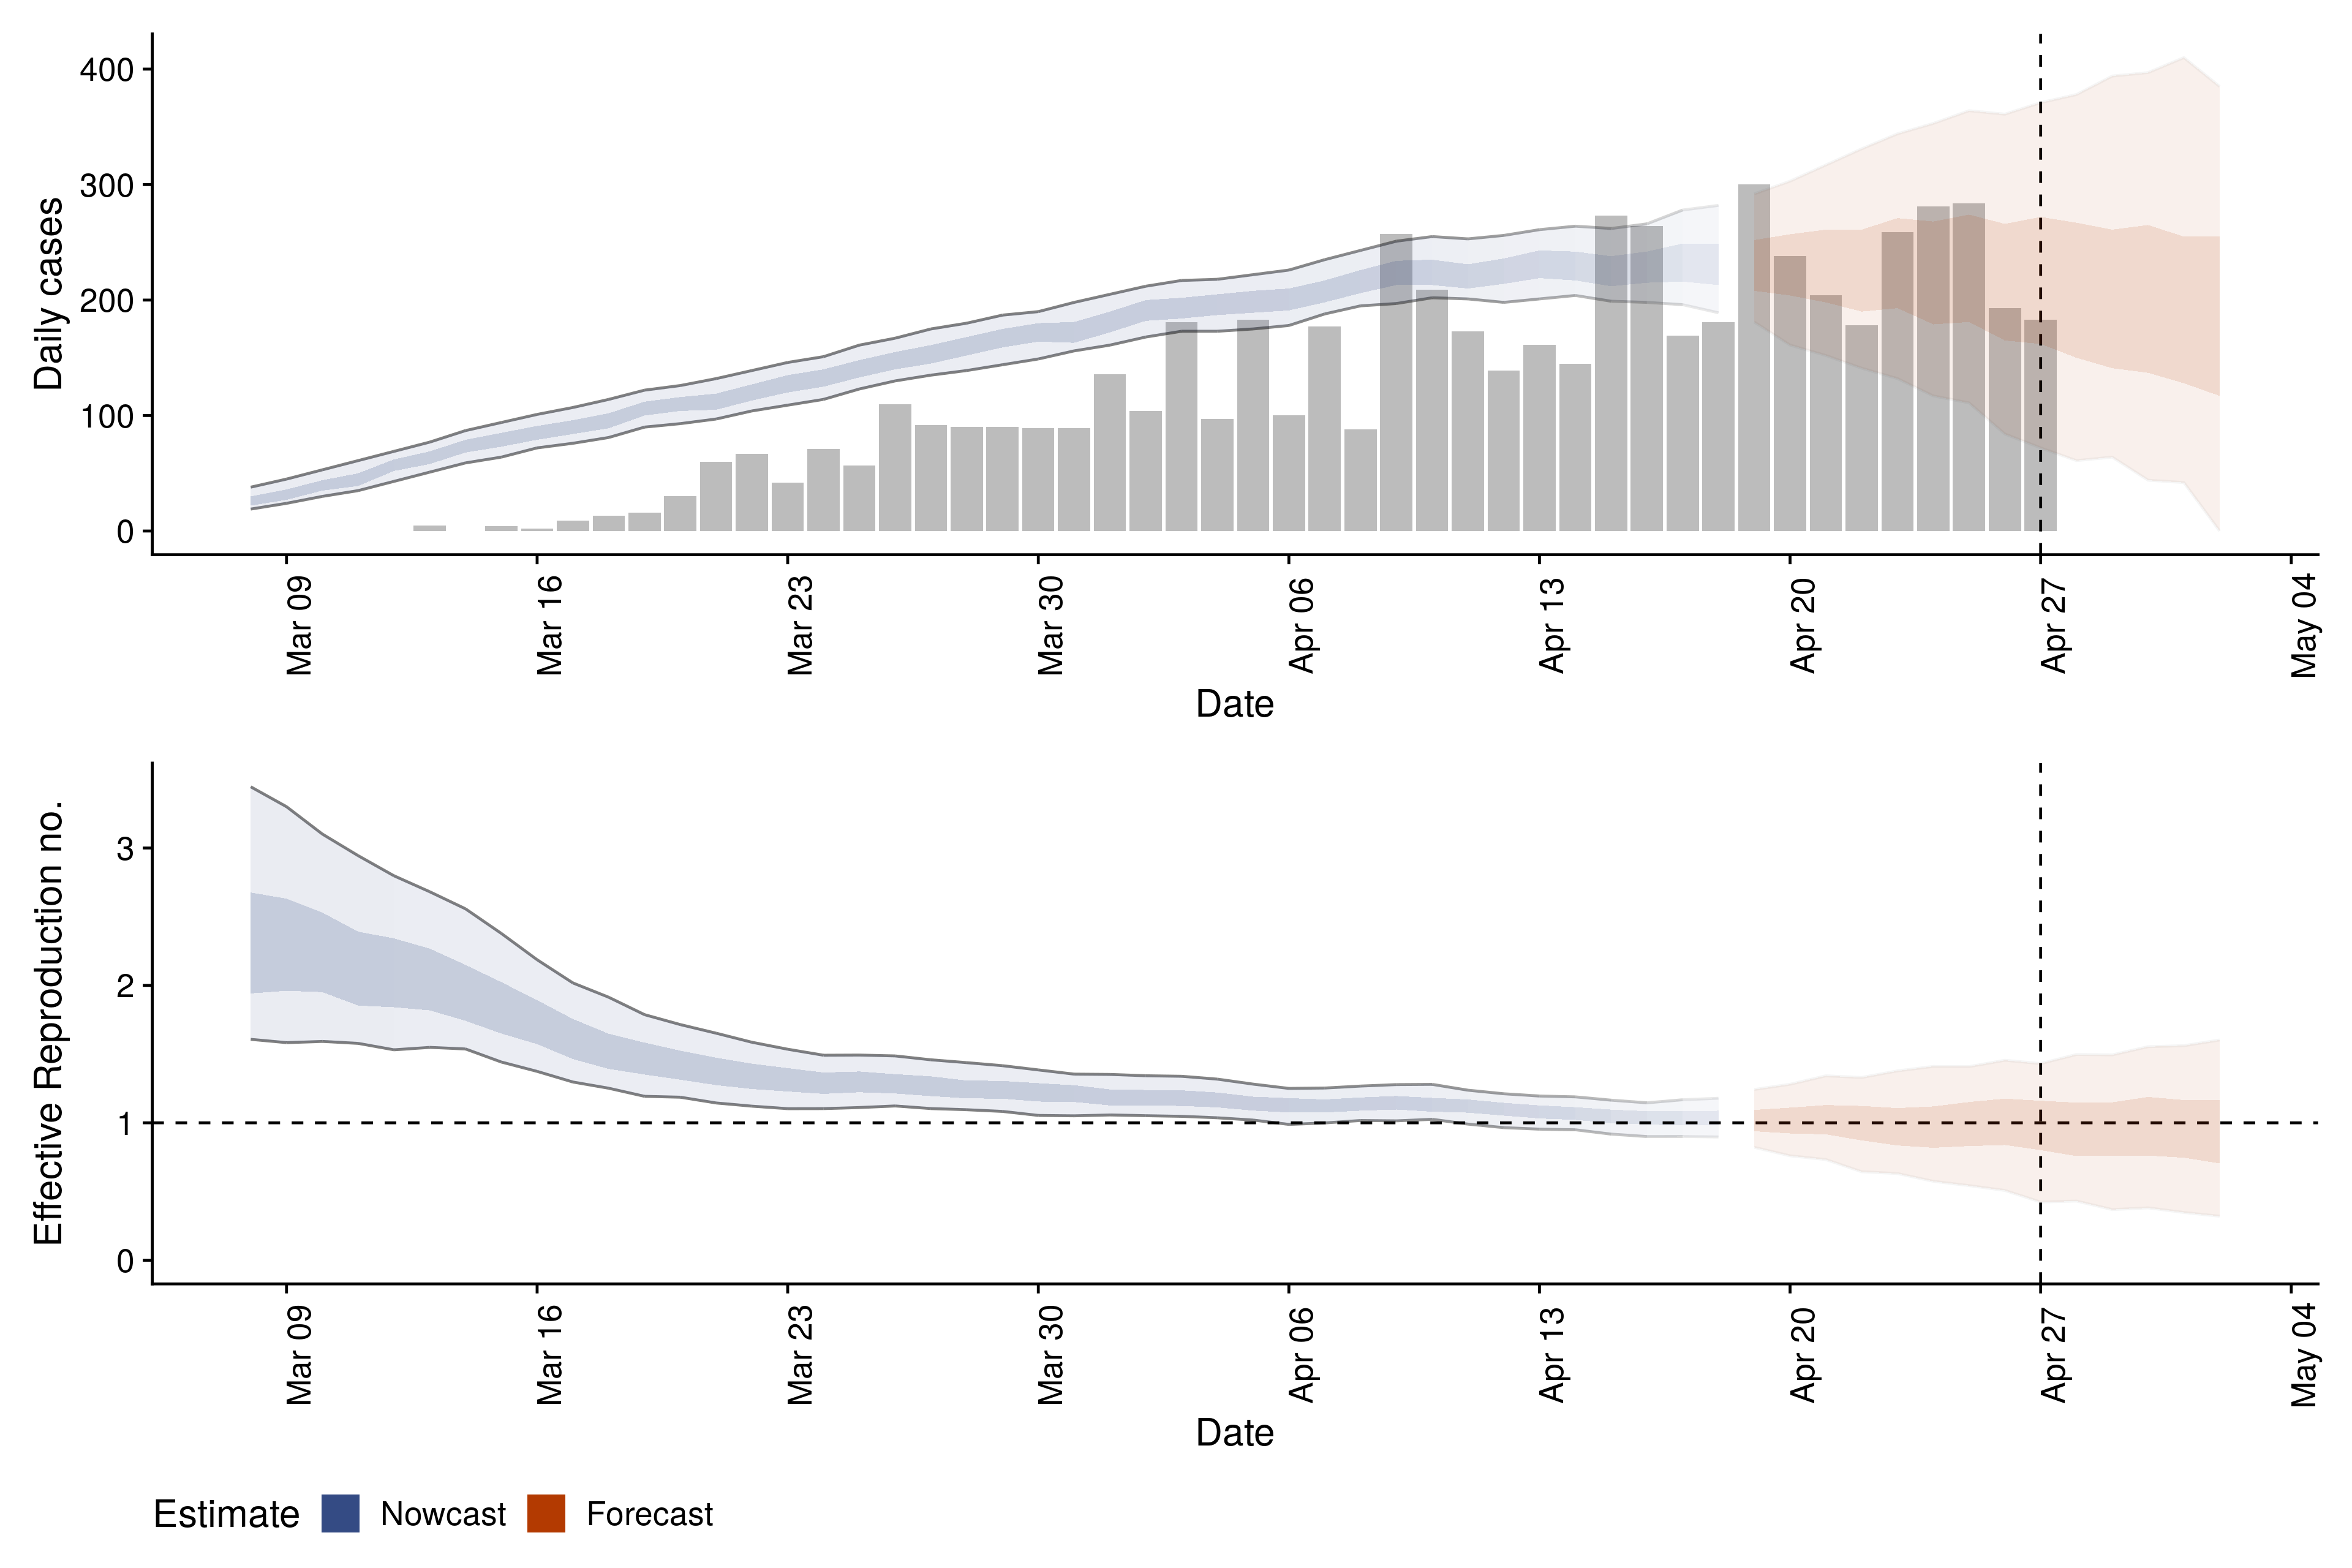 Daily cases
400
300
200
100
0
Mar 09
Mar 16
Mar 23
Mar 30
Apr 06
Apr 13
Apr 20
Apr 27
May 04
Date
Effective Reproduction no.
3
2
1
0
Mar 09
Mar 16
Mar 23
Mar 30
Apr 06
Apr 13
Apr 20
Apr 27
May 04
Date
Estimate Nowcast Forecast